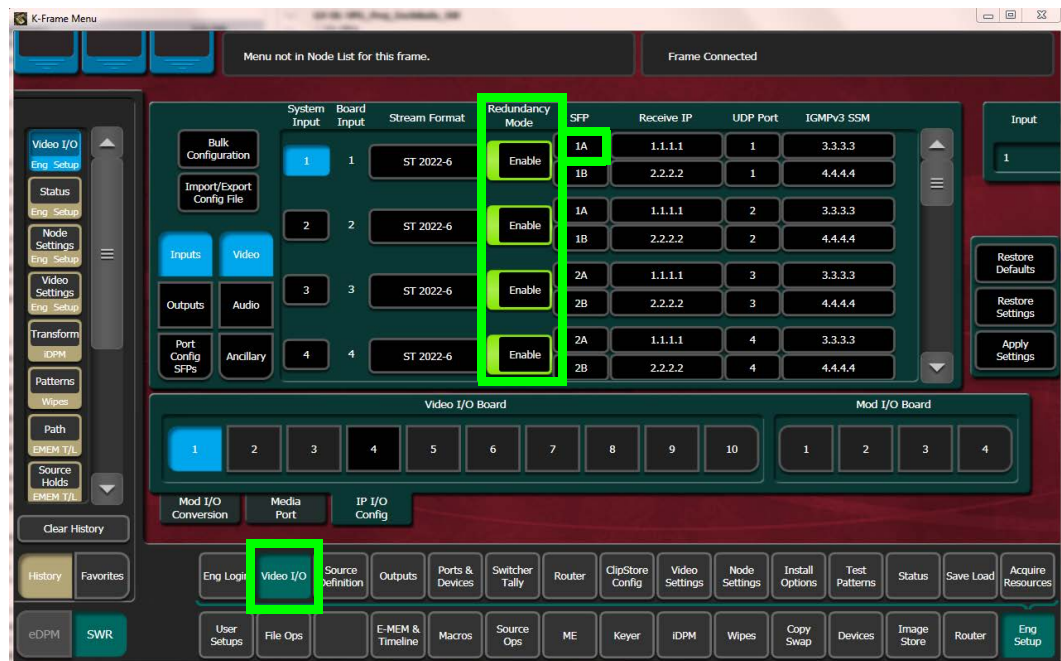 K-Frame Menu
Menu not in Node List for this frame.
Frame Connected
Video I/O
Eng Setup
Status
Eng Setup
Node
Settings
Eng Setup
Video
Settings
Eng Setup
Transform
iDPM
Patterns
Wipes
Path
EMEM T/L
Source
Holds
EMEM T/L
Clear History
History Favorites
eDPM SWR
Bulk
Configuration
Import/Export
Config File
Inputs Video
Outputs Audio
Port
Config
SFPs
Ancillary
System
Input
Board
Input
Stream Format
Redundancy
Mode
SFP
Receive IP
UDP Port
IGMPv3 SSM
1 1 ST 2022-6 Enable
1A 1.1.1.1 1 3.3.3.3
1B 2.2.2.2 1 4.4.4.4
2 2 ST 2022-6 Enable
1A 1.1.1.1 2 3.3.3.3
1B 2.2.2.2 2 4.4.4.4
3 3 ST 2022-6 Enable
2A 1.1.1.1 3 3.3.3.3
2B 2.2.2.2 3 4.4.4.4
4 4 ST 2022-6 Enable
2A 1.1.1.1 4 3.3.3.3
2B 2.2.2.2 4 4.4.4.4
Input
1
Restore
Defaults
Restore
Settings
Apply
Settings
Video I/O Board
1 2 3 4 5 6 7 8 9 10
Mod I/O Board
1 2 3 4
Mod I/O
Conversion
Media
Port
IP I/O
Config
Eng Login
Video I/O
Source
Definition
Outputs
Ports &
Devices
Switcher
Tally
Router
ClipStore
Config
Video
Settings
Node
Settings
Install
Options
Test
Patterns
Status
Save Load
Acquire
Resources
User
Setups
File Ops
E-MEM &
Timeline
Macros
Source
Ops
ME
Keyer
iDPM
Wipes
Copy
Swap
Devices
Image
Store
Router
Eng
Setup